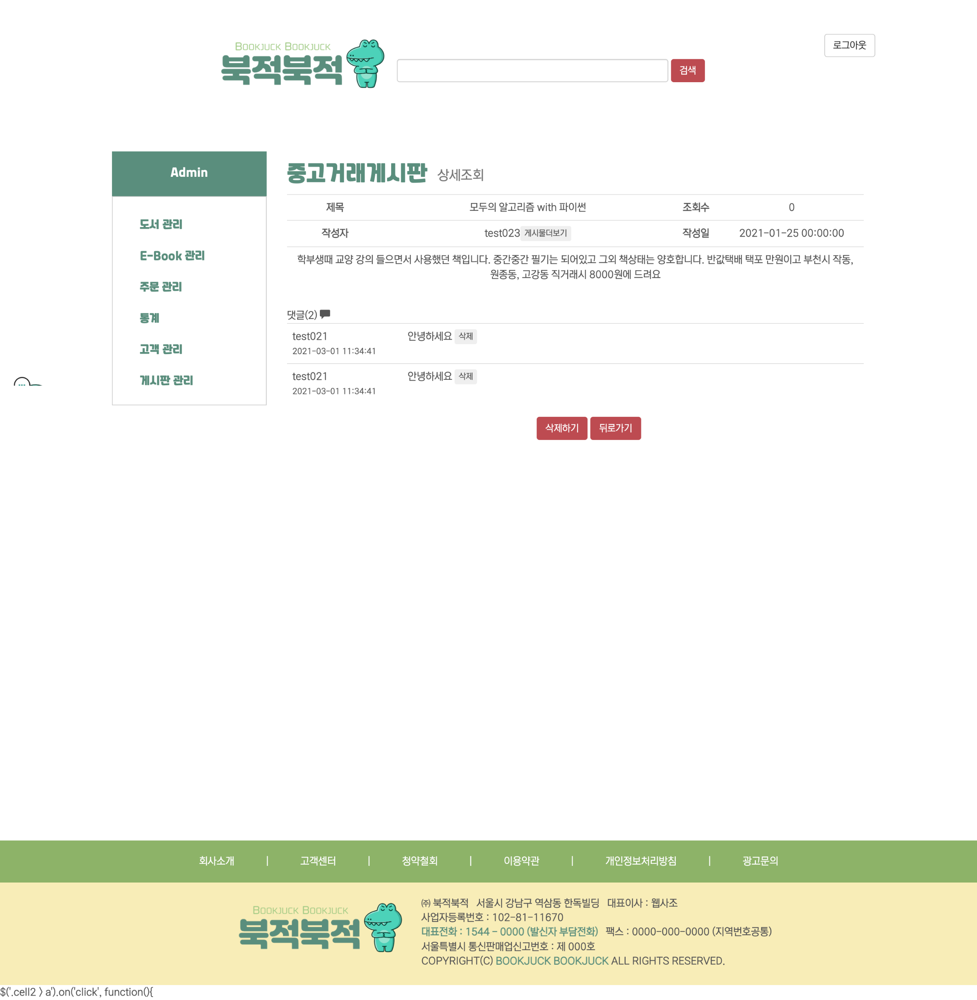 로그아웃
BOOKJUCK BOOKJUCK
북적북적
검색
Admin
도서 관리
E-Book 관리
주문 관리
통계
고객 관리
게시판 관리
중고거래게시판 상세조회
제목 모두의 알고리즘 with 파이썬 조회수 0
작성자 test023 게시물더보기 작성일 2021-01-25 00:00:00
학부생때 교양 강의 들으면서 사용했던 책입니다. 중간중간 필기는 되어있고 그외 책상태는 양호합니다. 반값택배 택포 만원이고 부천시 작동,
원종동, 고강동 직거래시 8000원에 드려요
댓글(2)
test021 안녕하세요 삭제
2021-03-01 11:34:41
test021 안녕하세요 삭제
2021-03-01 11:34:41
삭제하기 뒤로가기
회사소개 | 고객센터 | 청약철회 | 이용약관 | 개인정보처리방침 | 광고문의
BOOKJUCK BOOKJUCK
북적북적
㈜ 북적북적 서울시 강남구 역삼동 한독빌딩 대표이사 : 웹사조
사업자등록번호 : 102-81-11670
대표전화 : 1544 - 0000 (발신자 부담전화) 팩스 : 0000-000-0000 (지역번호공통)
서울특별시 통신판매업신고번호 : 제 000호
COPYRIGHT(C) BOOKJUCK BOOKJUCK ALL RIGHTS RESERVED.
$('.cell2 > a').on('click', function(){